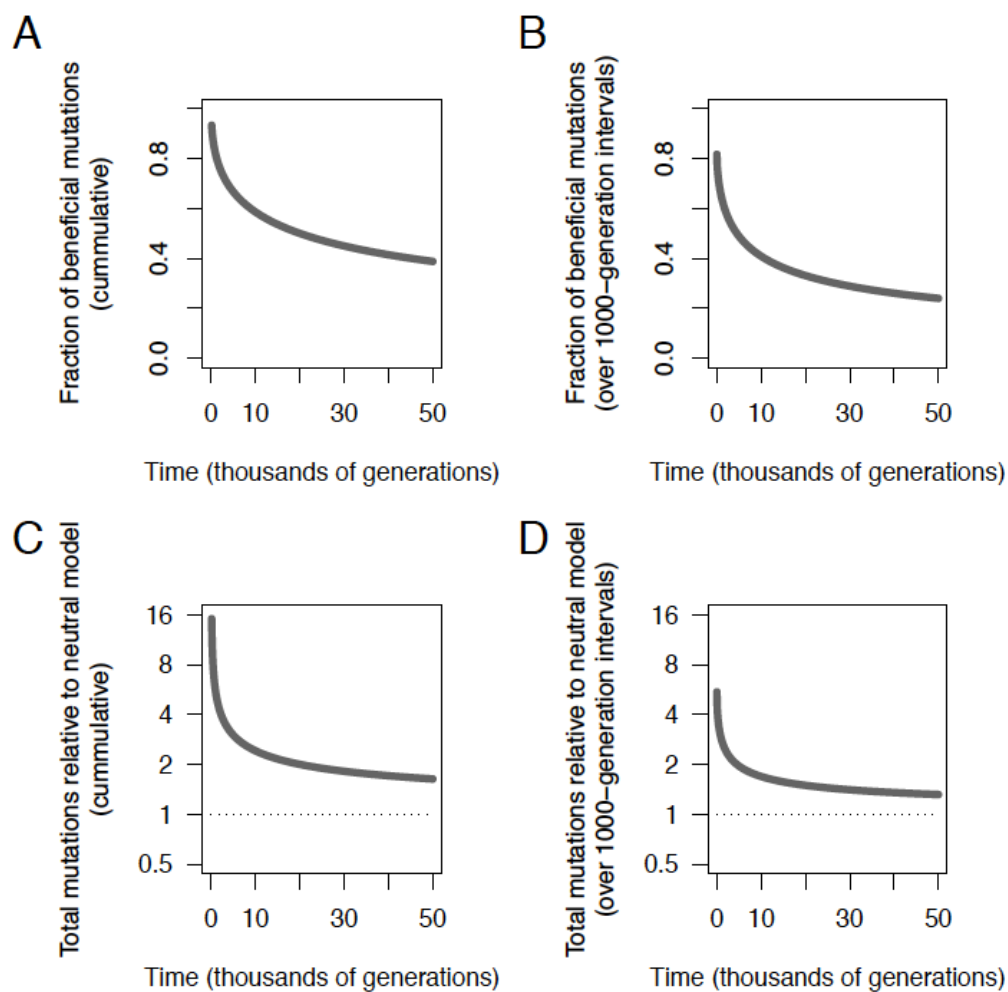 A
Fraction of beneficial mutations
(cummulative)
0.8
0.4
0.0
0 10 30 50
Time (thousands of generations)
B
Fraction of beneficial mutations
(over 1000−generation intervals)
0.8
0.4
0.0
0 10 30 50
Time (thousands of generations)
C
Total mutations relative to neutral model
(cummulative)
16
8
4
2
1
0.5
0 10 30 50
Time (thousands of generations)
D
Total mutations relative to neutral model
(over 1000−generation intervals)
16
8
4
2
1
0.5
0 10 30 50
Time (thousands of generations)